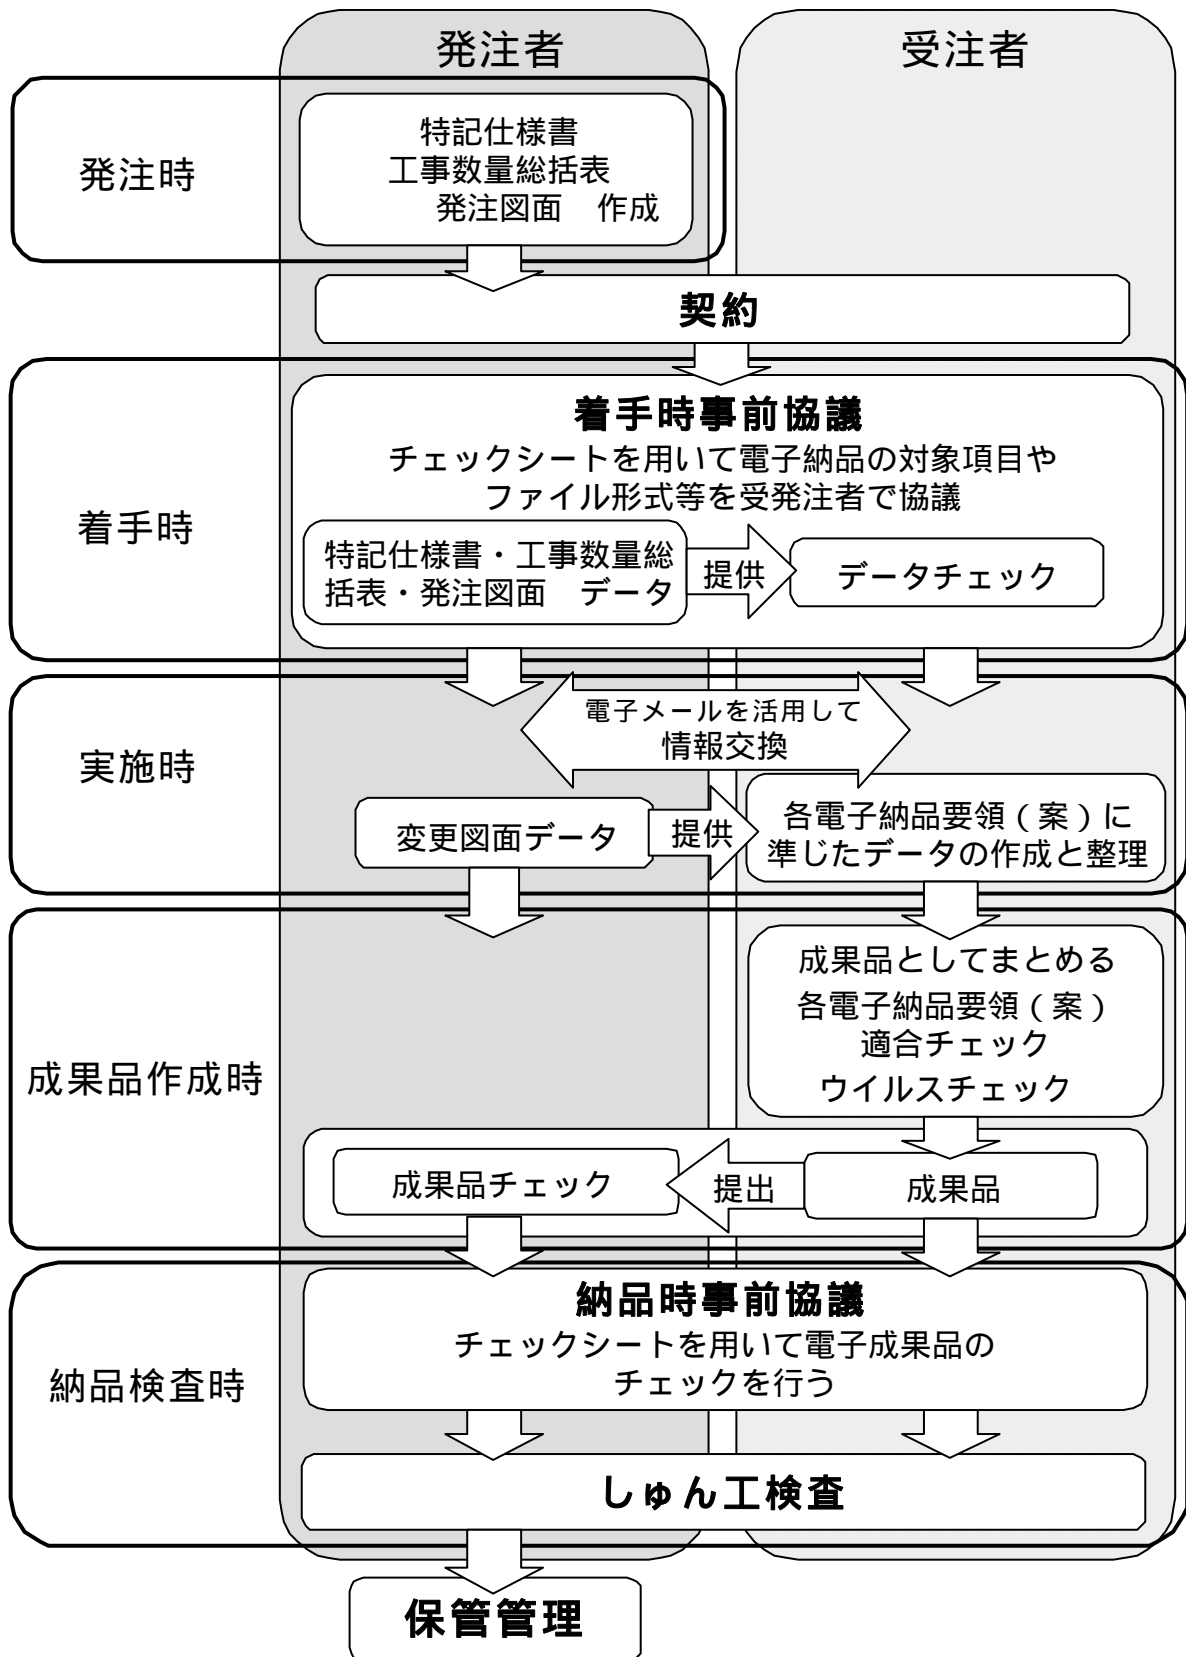 発注者
受注者
発注時
特記仕様書
工事数量総括表
発注図面　作成
契約
着手時
着手時事前協議
チェックシートを用いて電子納品の対象項目や
ファイル形式等を受発注者で協議
特記仕様書・工事数量総
括表・発注図面　データ
提供
データチェック
実施時
電子メールを活用して
情報交換
変更図面データ
提供
各電子納品要領（案）に
準じたデータの作成と整理
成果品作成時
成果品としてまとめる
各電子納品要領（案）
適合チェック
ウイルスチェック
成果品チェック
提出
成果品
納品検査時
納品時事前協議
チェックシートを用いて電子成果品の
チェックを行う
しゅん工検査
保管管理